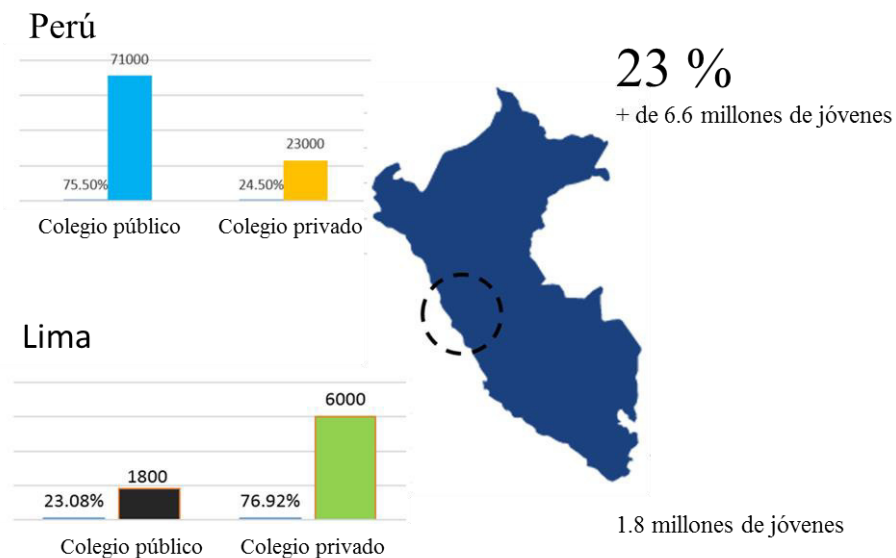 Perú
71000
23000
75.50%
24.50%
Colegio público
Colegio privado
23 %
+ de 6.6 millones de jóvenes
Lima
6000
1800
23.08%
76.92%
Colegio público
Colegio privado
1.8 millones de jóvenes